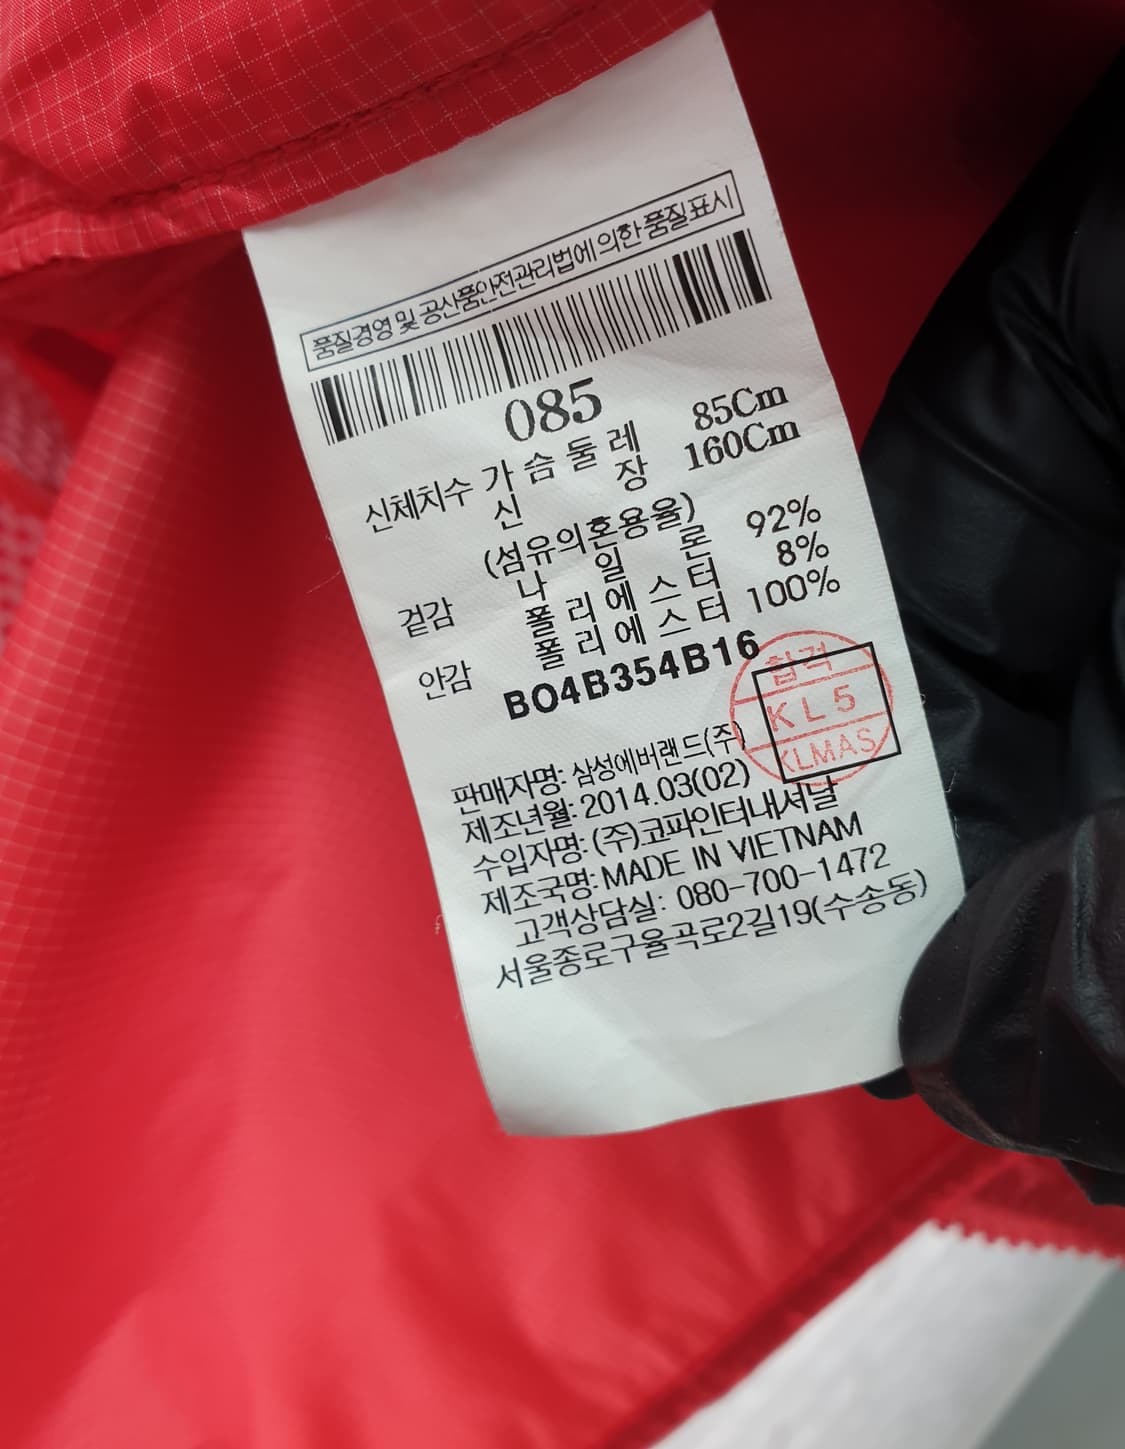 품질경영 및 공산품안전관리법에 의한 품질표시
085
신체치수 가슴둘레 85Cm
신장 160Cm
(섬유의혼용율)
겉감 나일론 92%
폴리에스터 8%
안감 폴리에스터 100%
BO4B354B16
합격
KL5
KLMAS
판매자명: 삼성에버랜드(주)
제조년월: 2014.03(02)
수입자명: (주)코파인터내셔날
제조국명: MADE IN VIETNAM
고객상담실: 080-700-1472
서울종로구율곡로2길19(수송동)